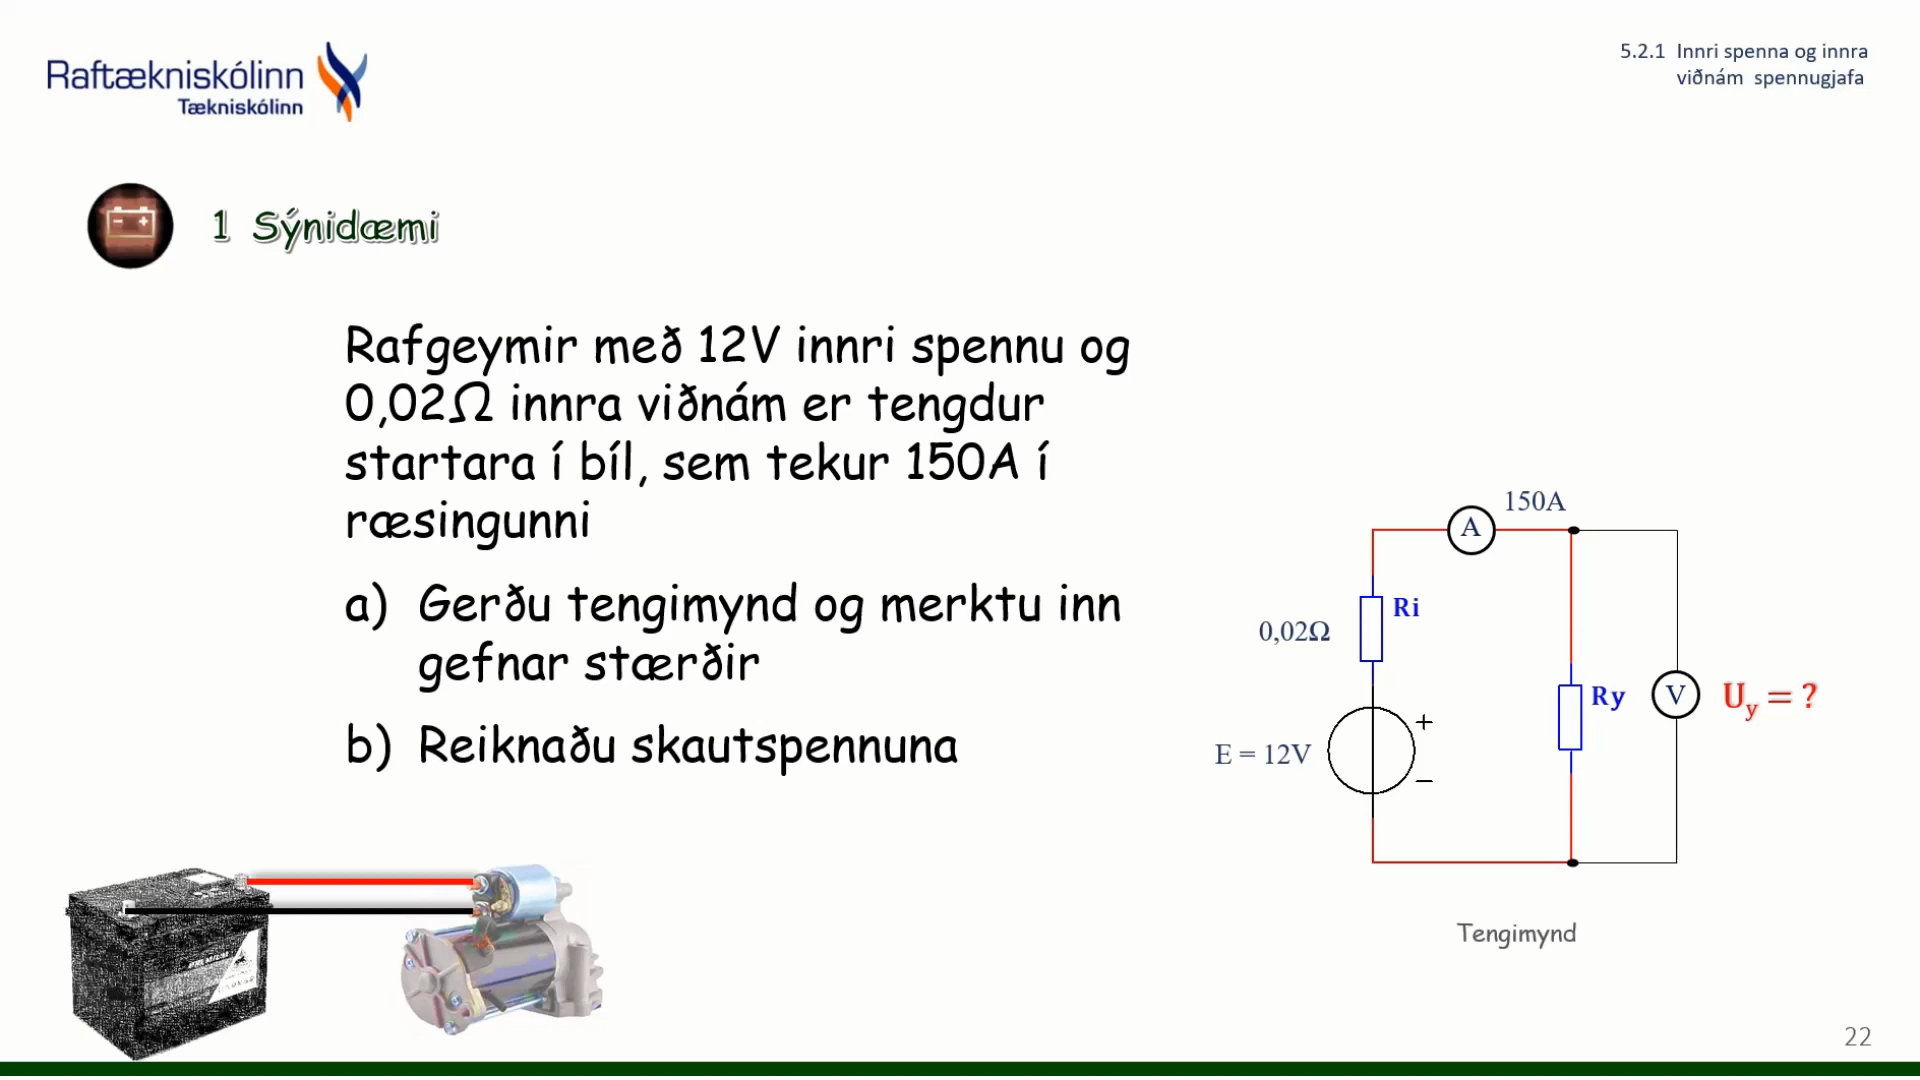 Raftækniskólinn
Tækniskólinn
5.2.1 Innri spenna og innra
viðnám spennugjafa
1 Sýnidæmi
Rafgeymir með 12V innri spennu og
0,02Ω innra viðnám er tengdur
startara í bíl, sem tekur 150A í
ræsingunni
a) Gerðu tengimynd og merktu inn
gefnar stærðir
b) Reiknaðu skautspennuna
150A
A
Ri
0,02Ω
Ry
V
U_y = ?
+
E = 12V
−
Tengimynd
22